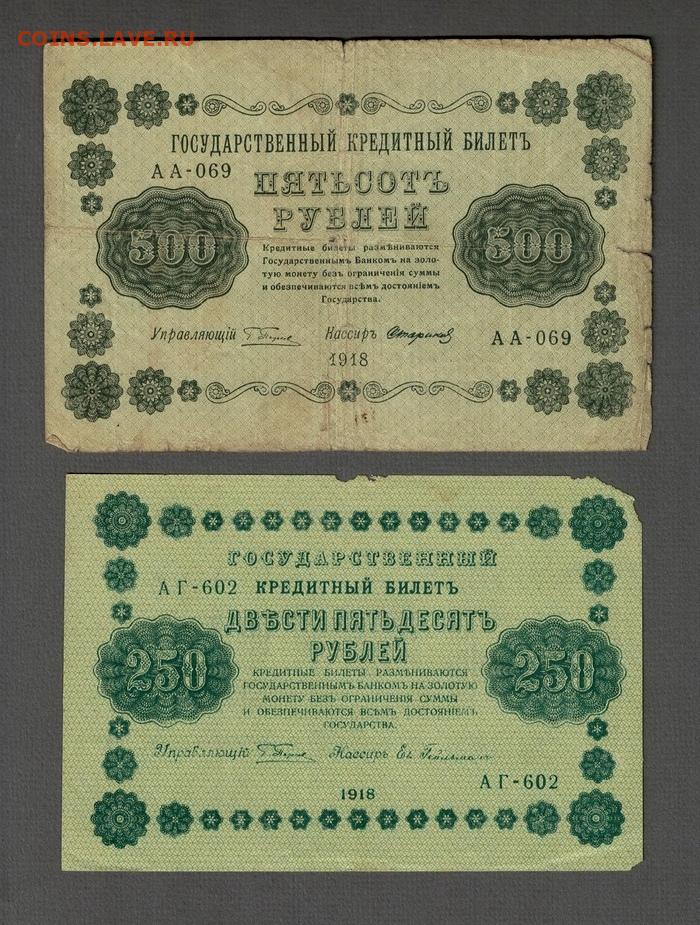 COINS.LAVE.RU
ГОСУДАРСТВЕННЫЙ КРЕДИТНЫЙ БИЛЕТЪ
АА-069
ПЯТЬСОТЪ
РУБЛЕЙ
500 500
Кредитные билеты размѣниваются
Государственнымъ Банкомъ на золо-
тую монету безъ ограниченія суммы
и обезпечиваются всѣмъ достояніемъ
Государства.
Управляющій Кассиръ Стариков
АА-069
1918
ГОСУДАРСТВЕННЫЙ
АГ-602 КРЕДИТНЫЙ БИЛЕТЪ
ДВѢСТИ ПЯТЬДЕСЯТЪ
РУБЛЕЙ
250 250
КРЕДИТНЫЕ БИЛЕТЫ РАЗМѢНИВАЮТСЯ
ГОСУДАРСТВЕННЫМЪ БАНКОМЪ НА ЗОЛОТУЮ
МОНЕТУ БЕЗЪ ОГРАНИЧЕНІЯ СУММЫ
И ОБЕЗПЕЧИВАЮТСЯ ВСѢМЪ ДОСТОЯНІЕМЪ
ГОСУДАРСТВА.
Управляющій Кассиръ
АГ-602
1918